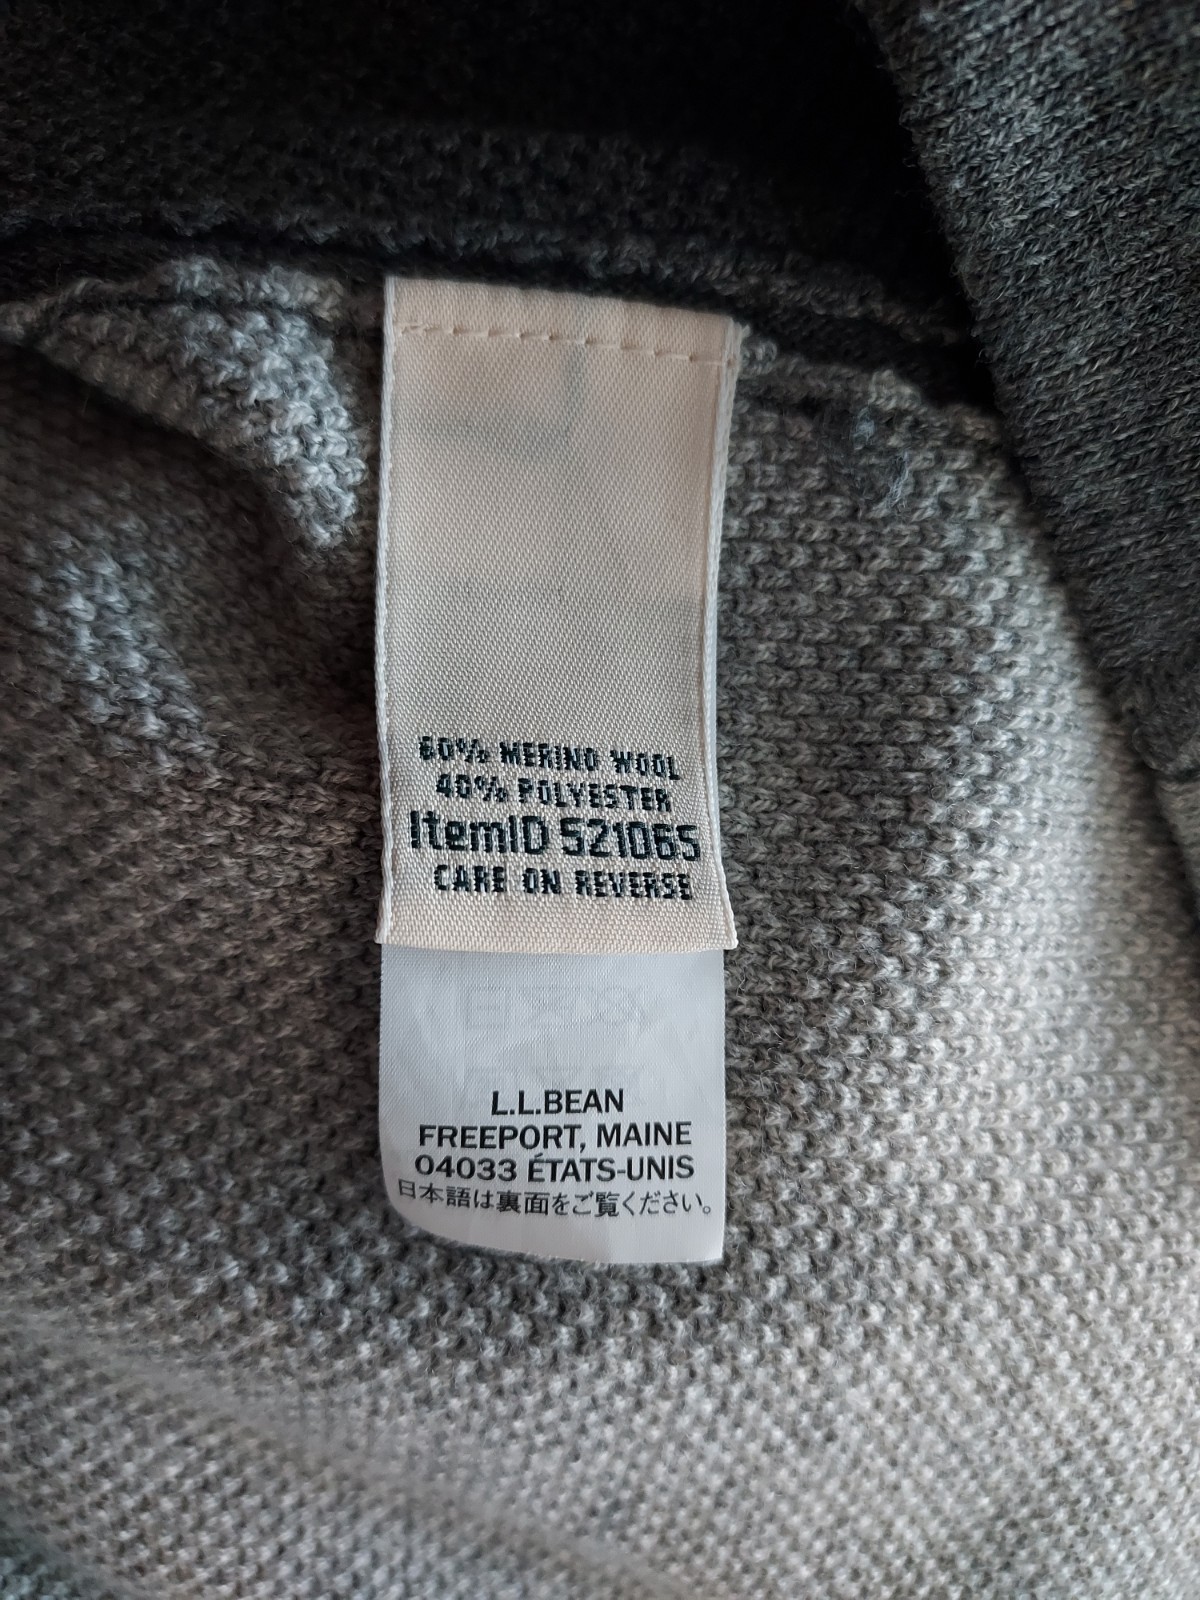 60% MERINO WOOL
40% POLYESTER
ItemID 521065
CARE ON REVERSE
L.L.BEAN
FREEPORT, MAINE
04033 ÉTATS-UNIS
日本語は裏面をご覧ください。